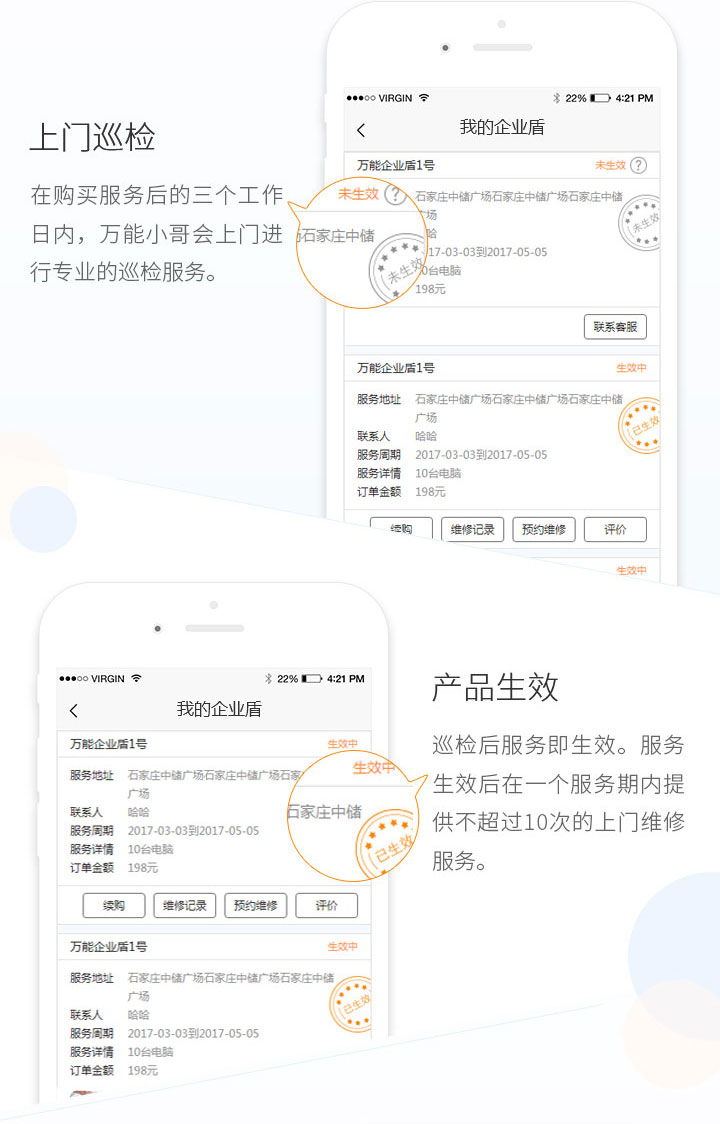 上门巡检
在购买服务后的三个工作
日内，万能小哥会上门进
行专业的巡检服务。
VIRGIN 22% 4:21 PM
我的企业盾
万能企业盾1号 未生效 ?
未生效 ?
石家庄中储
未生效
石家庄中储广场石家庄中储广场石家庄中储
广场
哈
17-03-03到2017-05-05
0台电脑
198元
未生效
联系客服
万能企业盾1号 生效中
服务地址 石家庄中储广场石家庄中储广场石家庄中储
广场
联系人 哈哈
服务周期 2017-03-03到2017-05-05
服务详情 10台电脑
订单金额 198元
已生效
续购 维修记录 预约维修 评价
生效中
VIRGIN 22% 4:21 PM
我的企业盾
万能企业盾1号 生效中
服务地址 石家庄中储广场石家庄中储广场石家
广场
联系人 哈哈
服务周期 2017-03-03到2017-05-05
服务详情 10台电脑
订单金额 198元
生效中
石家庄中储
已生效
续购 维修记录 预约维修 评价
万能企业盾1号 生效中
服务地址 石家庄中储广场石家庄中储广场石家庄中储
广场
联系人 哈哈
服务周期 2017-03-03到2017-05-05
服务详情 10台电脑
订单金额 198元
已生效
产品生效
巡检后服务即生效。服务
生效后在一个服务期内提
供不超过10次的上门维修
服务。